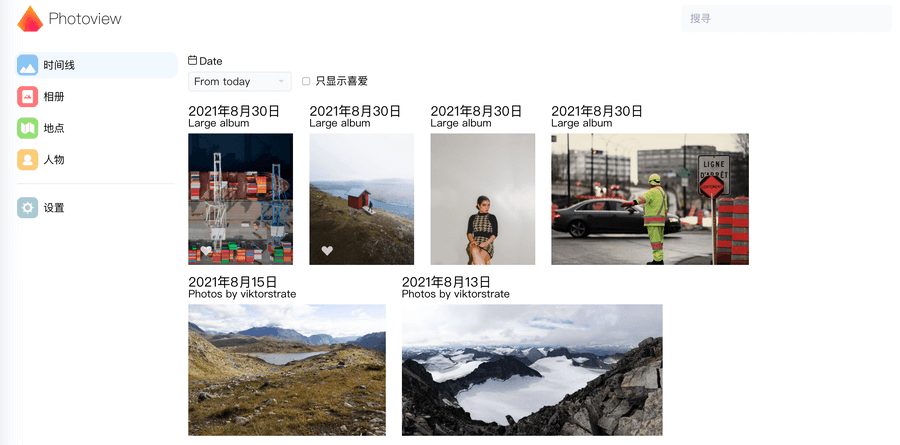 Photoview
搜寻
时间线
相册
地点
人物
设置
Date
From today
只显示喜爱
2021年8月30日
Large album
2021年8月30日
Large album
2021年8月30日
Large album
2021年8月30日
Large album
LIGNE
D'ARRÊT
2021年8月15日
Photos by viktorstrate
2021年8月13日
Photos by viktorstrate